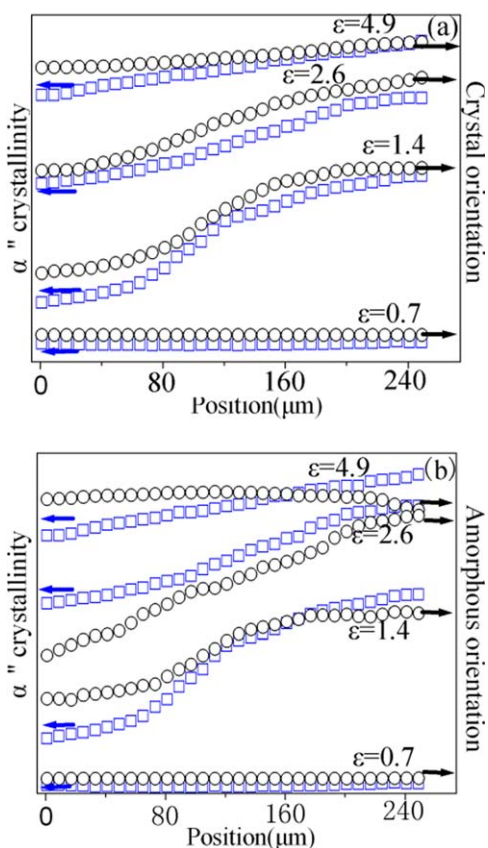 (a)
ε=4.9
ε=2.6
ε=1.4
ε=0.7
α " crystallinity
Crystal orientation
0 80 160 240
Position(μm)
(b)
ε=4.9
ε=2.6
ε=1.4
ε=0.7
α " crystallinity
Amorphous orientation
0 80 160 240
Position(μm)